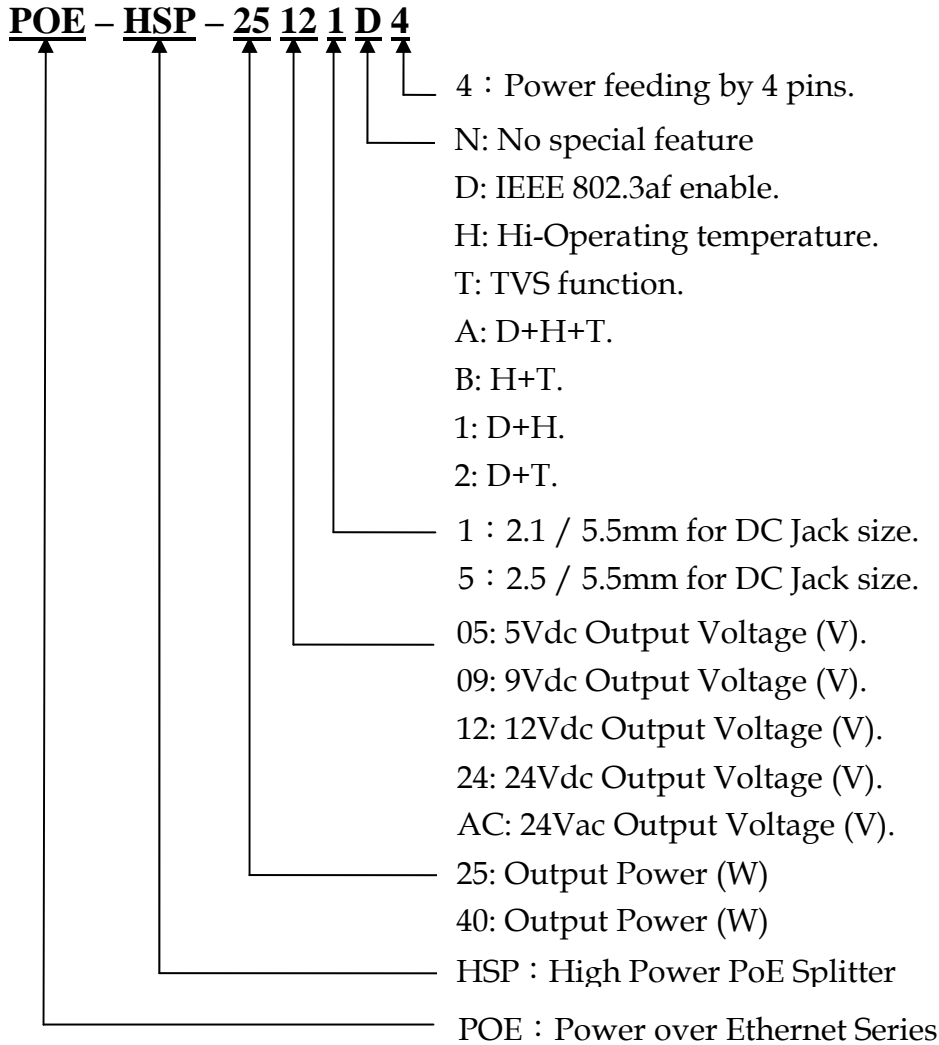 POE – HSP – 25 12 1 D 4
4：Power feeding by 4 pins.
N: No special feature
D: IEEE 802.3af enable.
H: Hi-Operating temperature.
T: TVS function.
A: D+H+T.
B: H+T.
1: D+H.
2: D+T.
1：2.1 / 5.5mm for DC Jack size.
5：2.5 / 5.5mm for DC Jack size.
05: 5Vdc Output Voltage (V).
09: 9Vdc Output Voltage (V).
12: 12Vdc Output Voltage (V).
24: 24Vdc Output Voltage (V).
AC: 24Vac Output Voltage (V).
25: Output Power (W)
40: Output Power (W)
HSP：High Power PoE Splitter
POE：Power over Ethernet Series